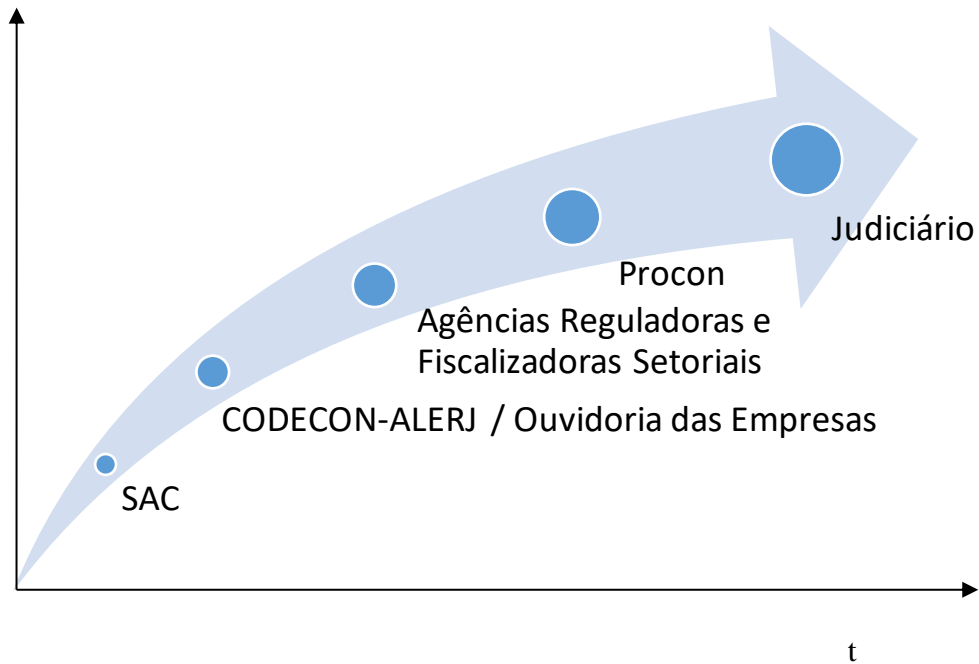 Judiciário
Procon
Agências Reguladoras e
Fiscalizadoras Setoriais
CODECON-ALERJ / Ouvidoria das Empresas
SAC
t